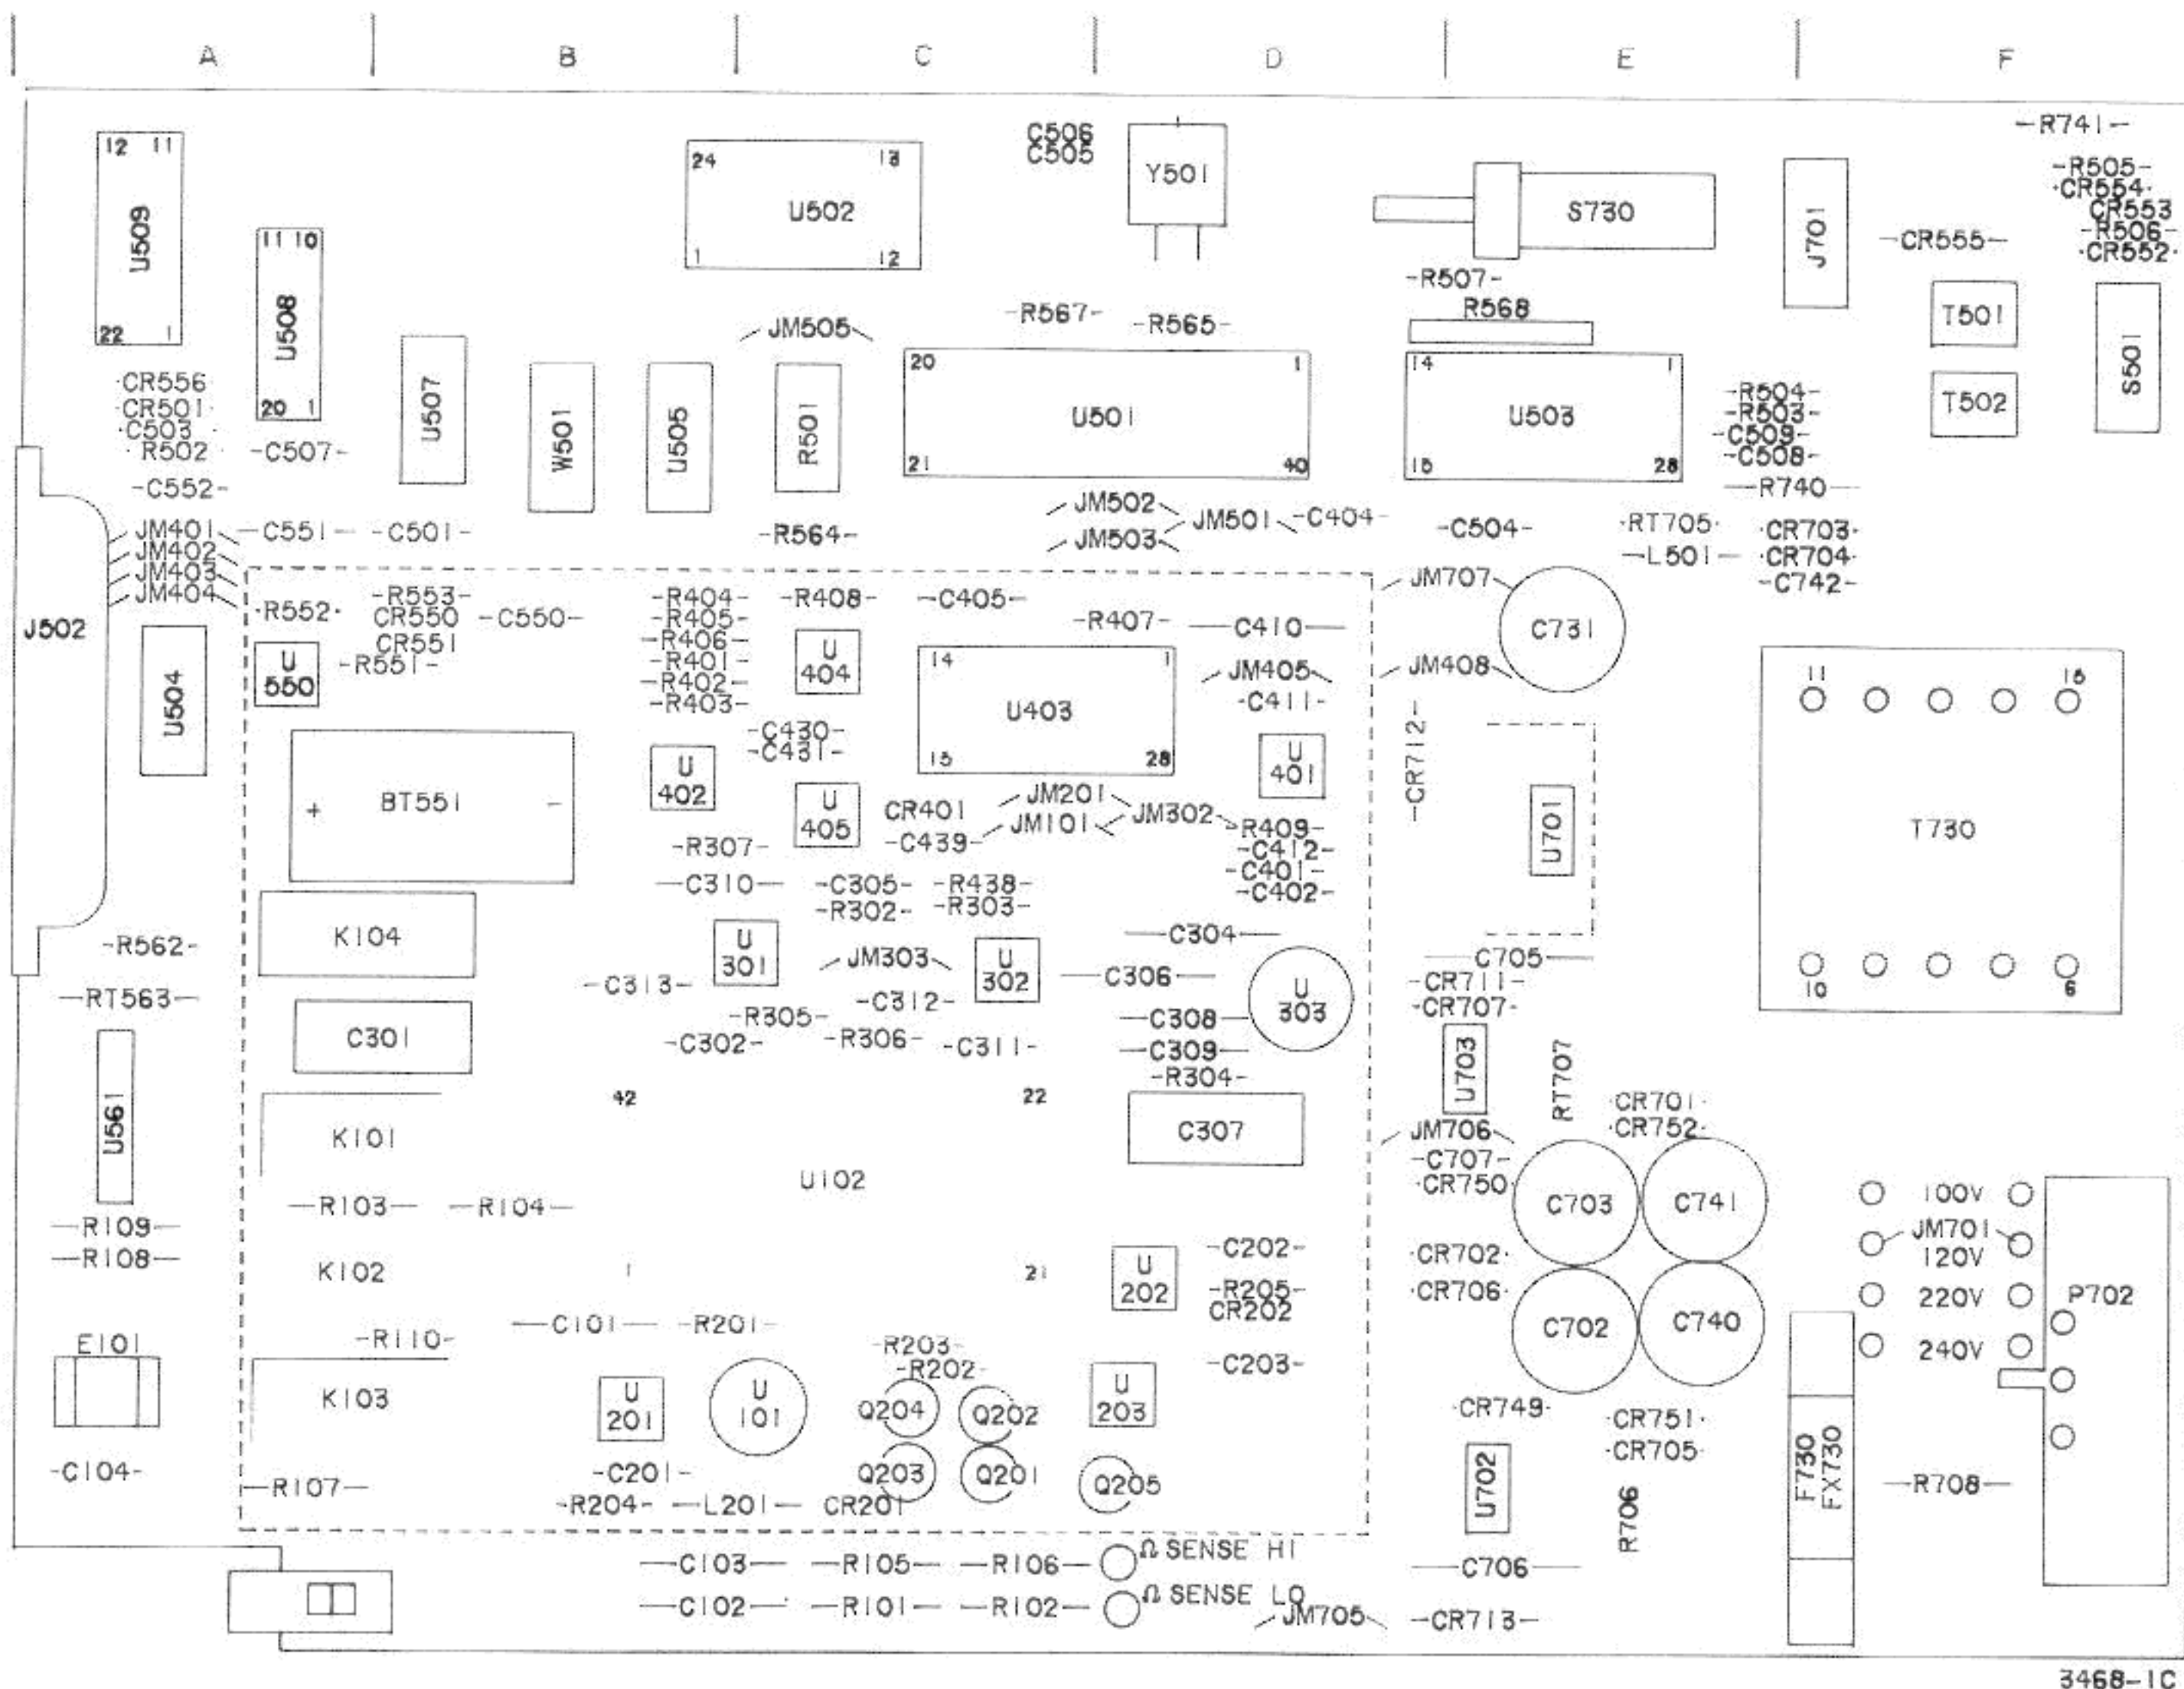 A B C D E F
12 11
U509
22 1
11 10
U508
20 1
24 13
U502
1 12
C506
C505
Y501
S730
J701
R741
R505
CR554
CR553
R506
CR552
CR555
T501
T502
S501
R507
R568
JM505
R567
R565
CR556
CR501
C503
R502
C507
C552
U507
W501
U505
R501
20 1
U501
21 40
14 1
U503
15 28
R504
R503
C509
C508
R740
JM401
JM402
JM403
JM404
C551
C501
R564
JM502
JM503
JM501
C404
C504
RT705
L501
CR703
CR704
C742
J502
R552
R553
CR550
CR551
R551
C550
U504
U
550
R404
R405
R406
R401
R402
R403
R408
U
404
C405
R407
C410
JM405
C411
JM707
C731
JM408
14 1
U403
15 28
C430
C431
U
402
U
405
U
401
CR712
U701
11 15
T730
10 6
+ BT551 -
CR401
JM201
JM101
JM302
R409
C412
C401
C402
C439
R307
C310
C305
R438
R302
R303
K104
R562
RT563
C301
U
301
JM303
U
302
C304
C306
U
303
C313
C312
R305
C302
R306
C311
C308
C309
R304
C705
CR711
CR707
U703
RT707
CR701
CR752
U561
K101
42 22
U102
1 21
C307
JM706
C707
CR750
C703
C741
R103
R104
R109
R108
K102
C101
R201
R110
E101
K103
U
202
C202
R205
CR202
C203
CR702
CR706
C702
C740
100V
JM701
120V
220V
240V
P702
R203
R202
U
201
U
101
Q204
Q202
Q203
Q201
U
203
Q205
CR749
CR751
CR705
U702
R706
F730
FX730
R708
C104
R107
C201
R204
L201
CR201
C103
R105
R106
Ω SENSE HI
C102
R101
R102
Ω SENSE LO
JM705
C706
CR713
3468-1C